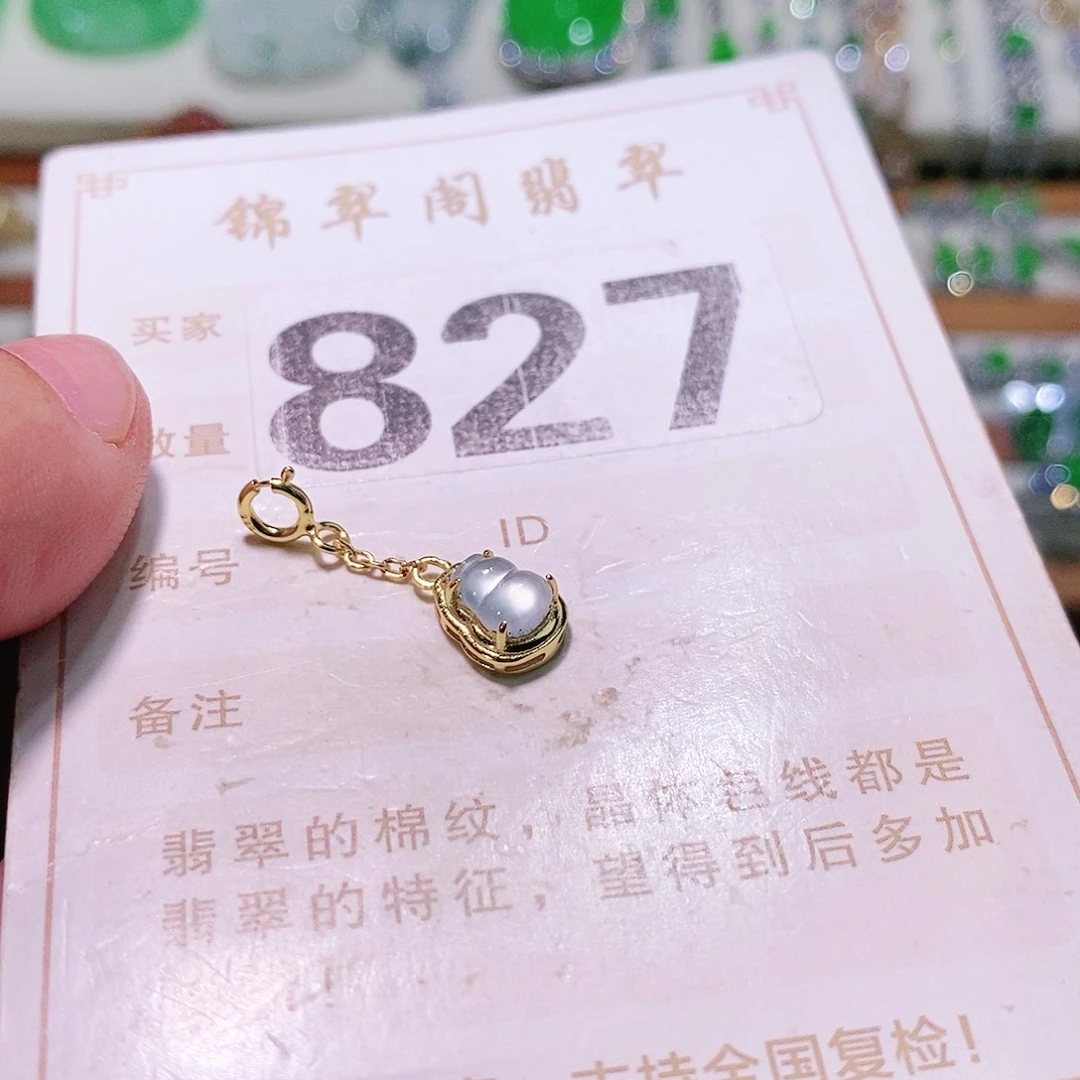 锦翠阁翡翠
买家
827
数量
ID
编号
备注
翡翠的棉纹，晶体色线都是
翡翠的特征，望得到后多加
支持全国复检！